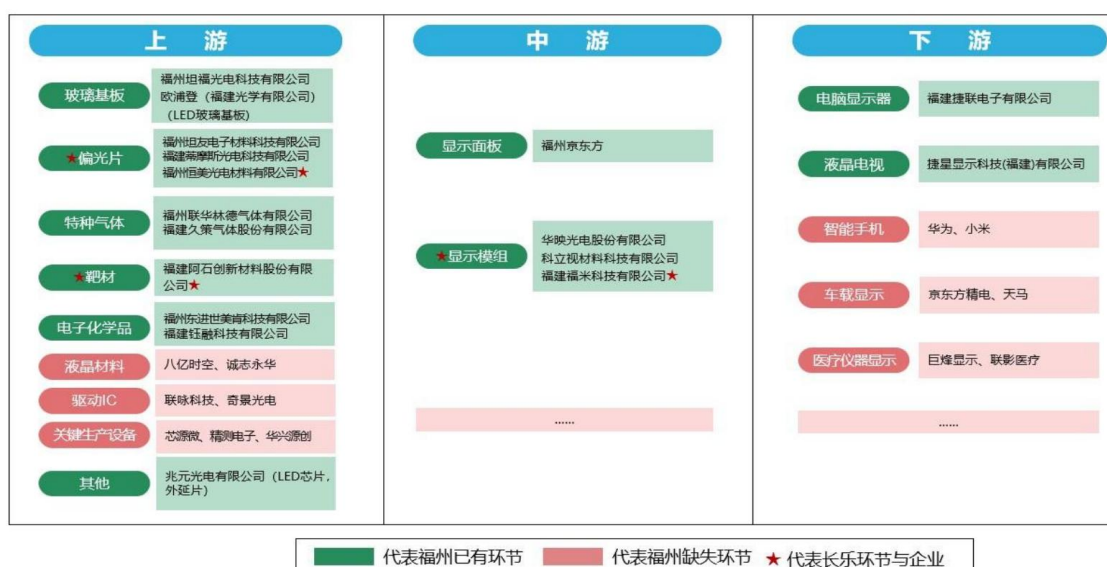 上 游
玻璃基板
福州坦福光电科技有限公司
欧浦登（福建光学有限公司）
（LED玻璃基板）
★偏光片
福州坦友电子材料科技有限公司
福建蒂摩斯光电科技有限公司
福州恒美光电材料有限公司★
特种气体
福州联华林德气体有限公司
福建久策气体股份有限公司
★靶材
福建阿石创新材料股份有限
公司★
电子化学品
福州东进世美肯科技有限公司
福建钰融科技有限公司
液晶材料
八亿时空、诚志永华
驱动IC
联咏科技、奇景光电
关键生产设备
芯源微、精测电子、华兴源创
其他
兆元光电有限公司（LED芯片，
外延片）
中 游
显示面板
福州京东方
★显示模组
华映光电股份有限公司
科立视材料科技有限公司
福建福米科技有限公司★
……
下 游
电脑显示器
福建捷联电子有限公司
液晶电视
捷星显示科技(福建)有限公司
智能手机
华为、小米
车载显示
京东方精电、天马
医疗仪器显示
巨烽显示、联影医疗
……
代表福州已有环节
代表福州缺失环节
★代表长乐环节与企业